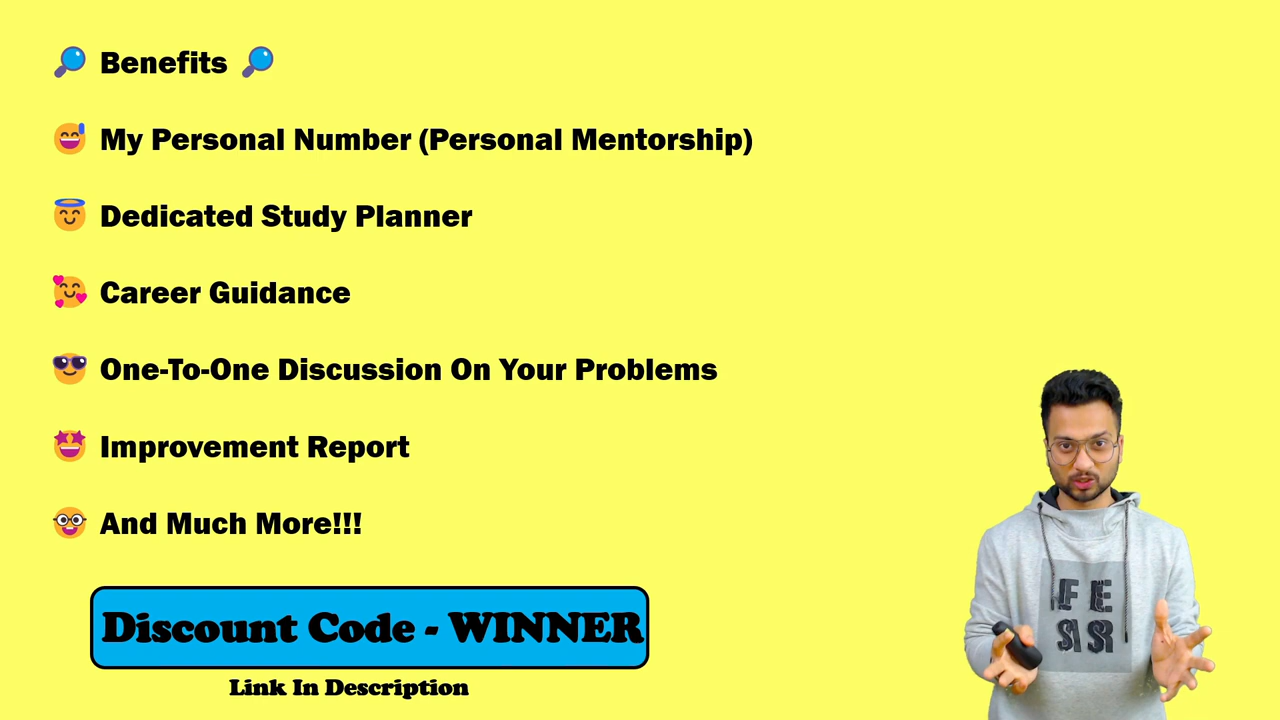 Benefits
My Personal Number (Personal Mentorship)
Dedicated Study Planner
Career Guidance
One-To-One Discussion On Your Problems
Improvement Report
And Much More!!!
Discount Code - WINNER
Link In Description